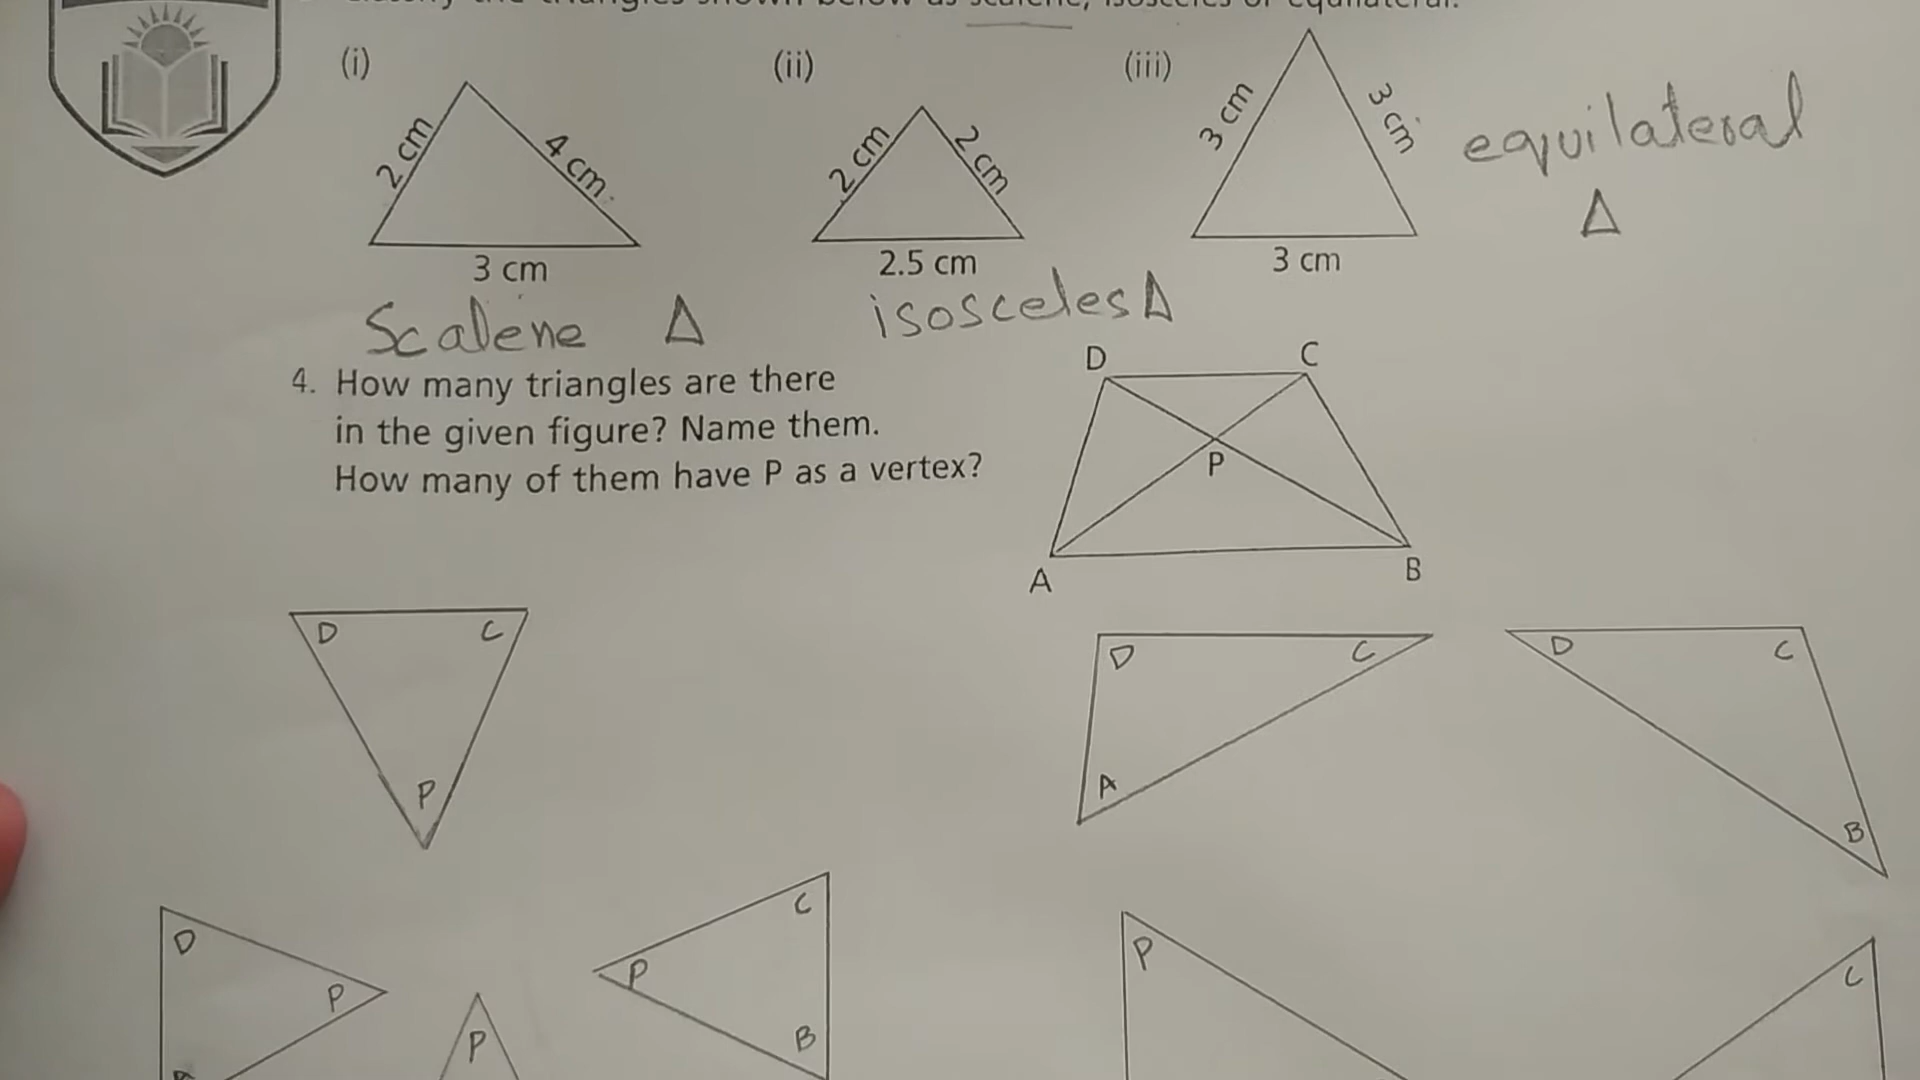 (i)
(ii)
(iii)
2 cm
4 cm
3 cm
2 cm
2 cm
2.5 cm
3 cm
3 cm
3 cm
equilateral
Δ
Scalene Δ
isosceles Δ
4. How many triangles are there
in the given figure? Name them.
How many of them have P as a vertex?
D
C
P
A
B
D
C
P
D
C
A
D
C
B
D
P
P
C
P
B
P
C